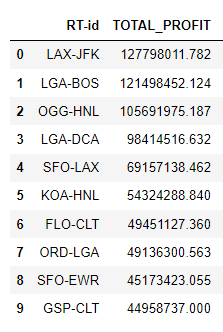 RT-id TOTAL_PROFIT
0 LAX-JFK 127798011.782
1 LGA-BOS 121498452.124
2 OGG-HNL 105691975.187
3 LGA-DCA 98414516.632
4 SFO-LAX 69157138.462
5 KOA-HNL 54324288.840
6 FLO-CLT 49451127.360
7 ORD-LGA 49136300.563
8 SFO-EWR 45173423.055
9 GSP-CLT 44958737.000